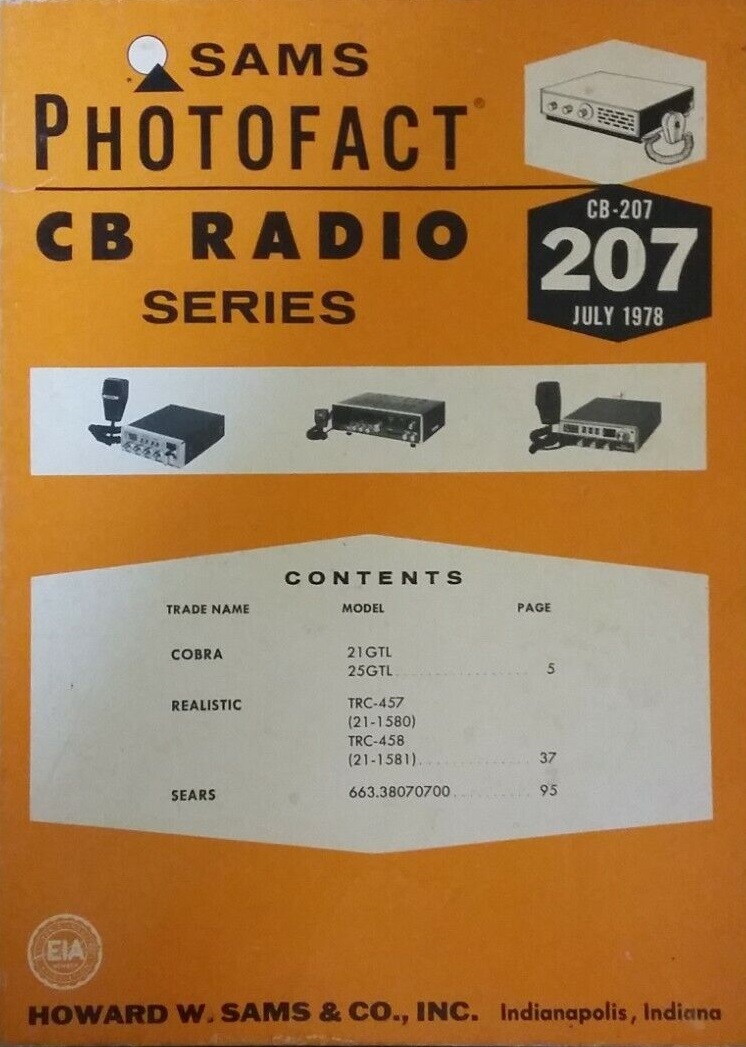 SAMS
PHOTOFACT®
CB RADIO
SERIES
CB-207
207
JULY 1978
CONTENTS
TRADE NAME MODEL PAGE
COBRA 21GTL
25GTL................ 5
REALISTIC TRC-457
(21-1580)
TRC-458
(21-1581)............. 37
SEARS 663.38070700.......... 95
EIA
HOWARD W. SAMS & CO., INC. Indianapolis, Indiana